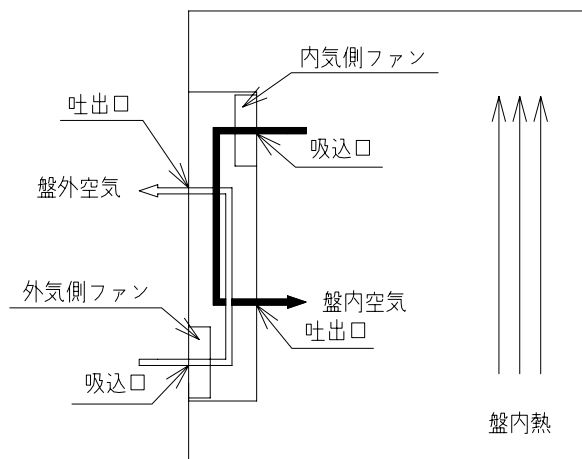 内気側ファン
吐出口
吸込口
盤外空気
外気側ファン
盤内空気
吐出口
吸込口
盤内熱